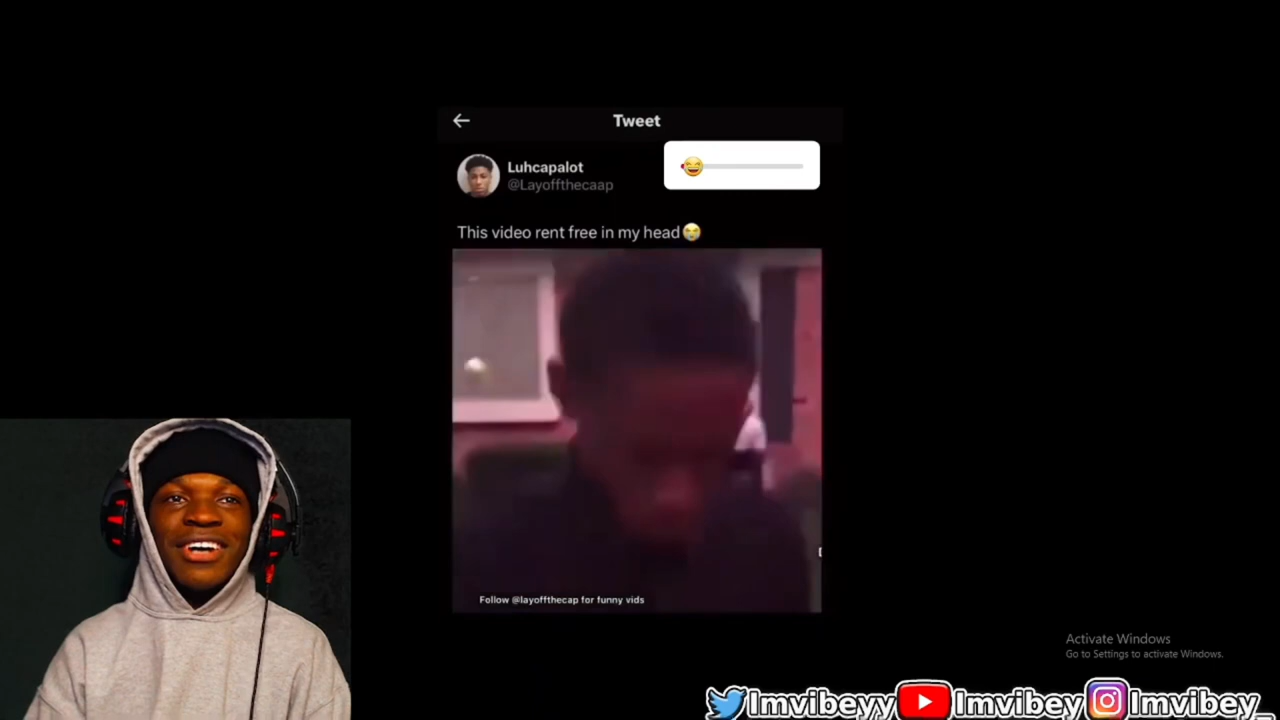 Tweet
Luhcapalot
@Layoffthecaap
This video rent free in my head😭
Follow @layoffthecap for funny vids
Activate Windows
Go to Settings to activate Windows.
Imvibeyy Imvibey Imvibey_